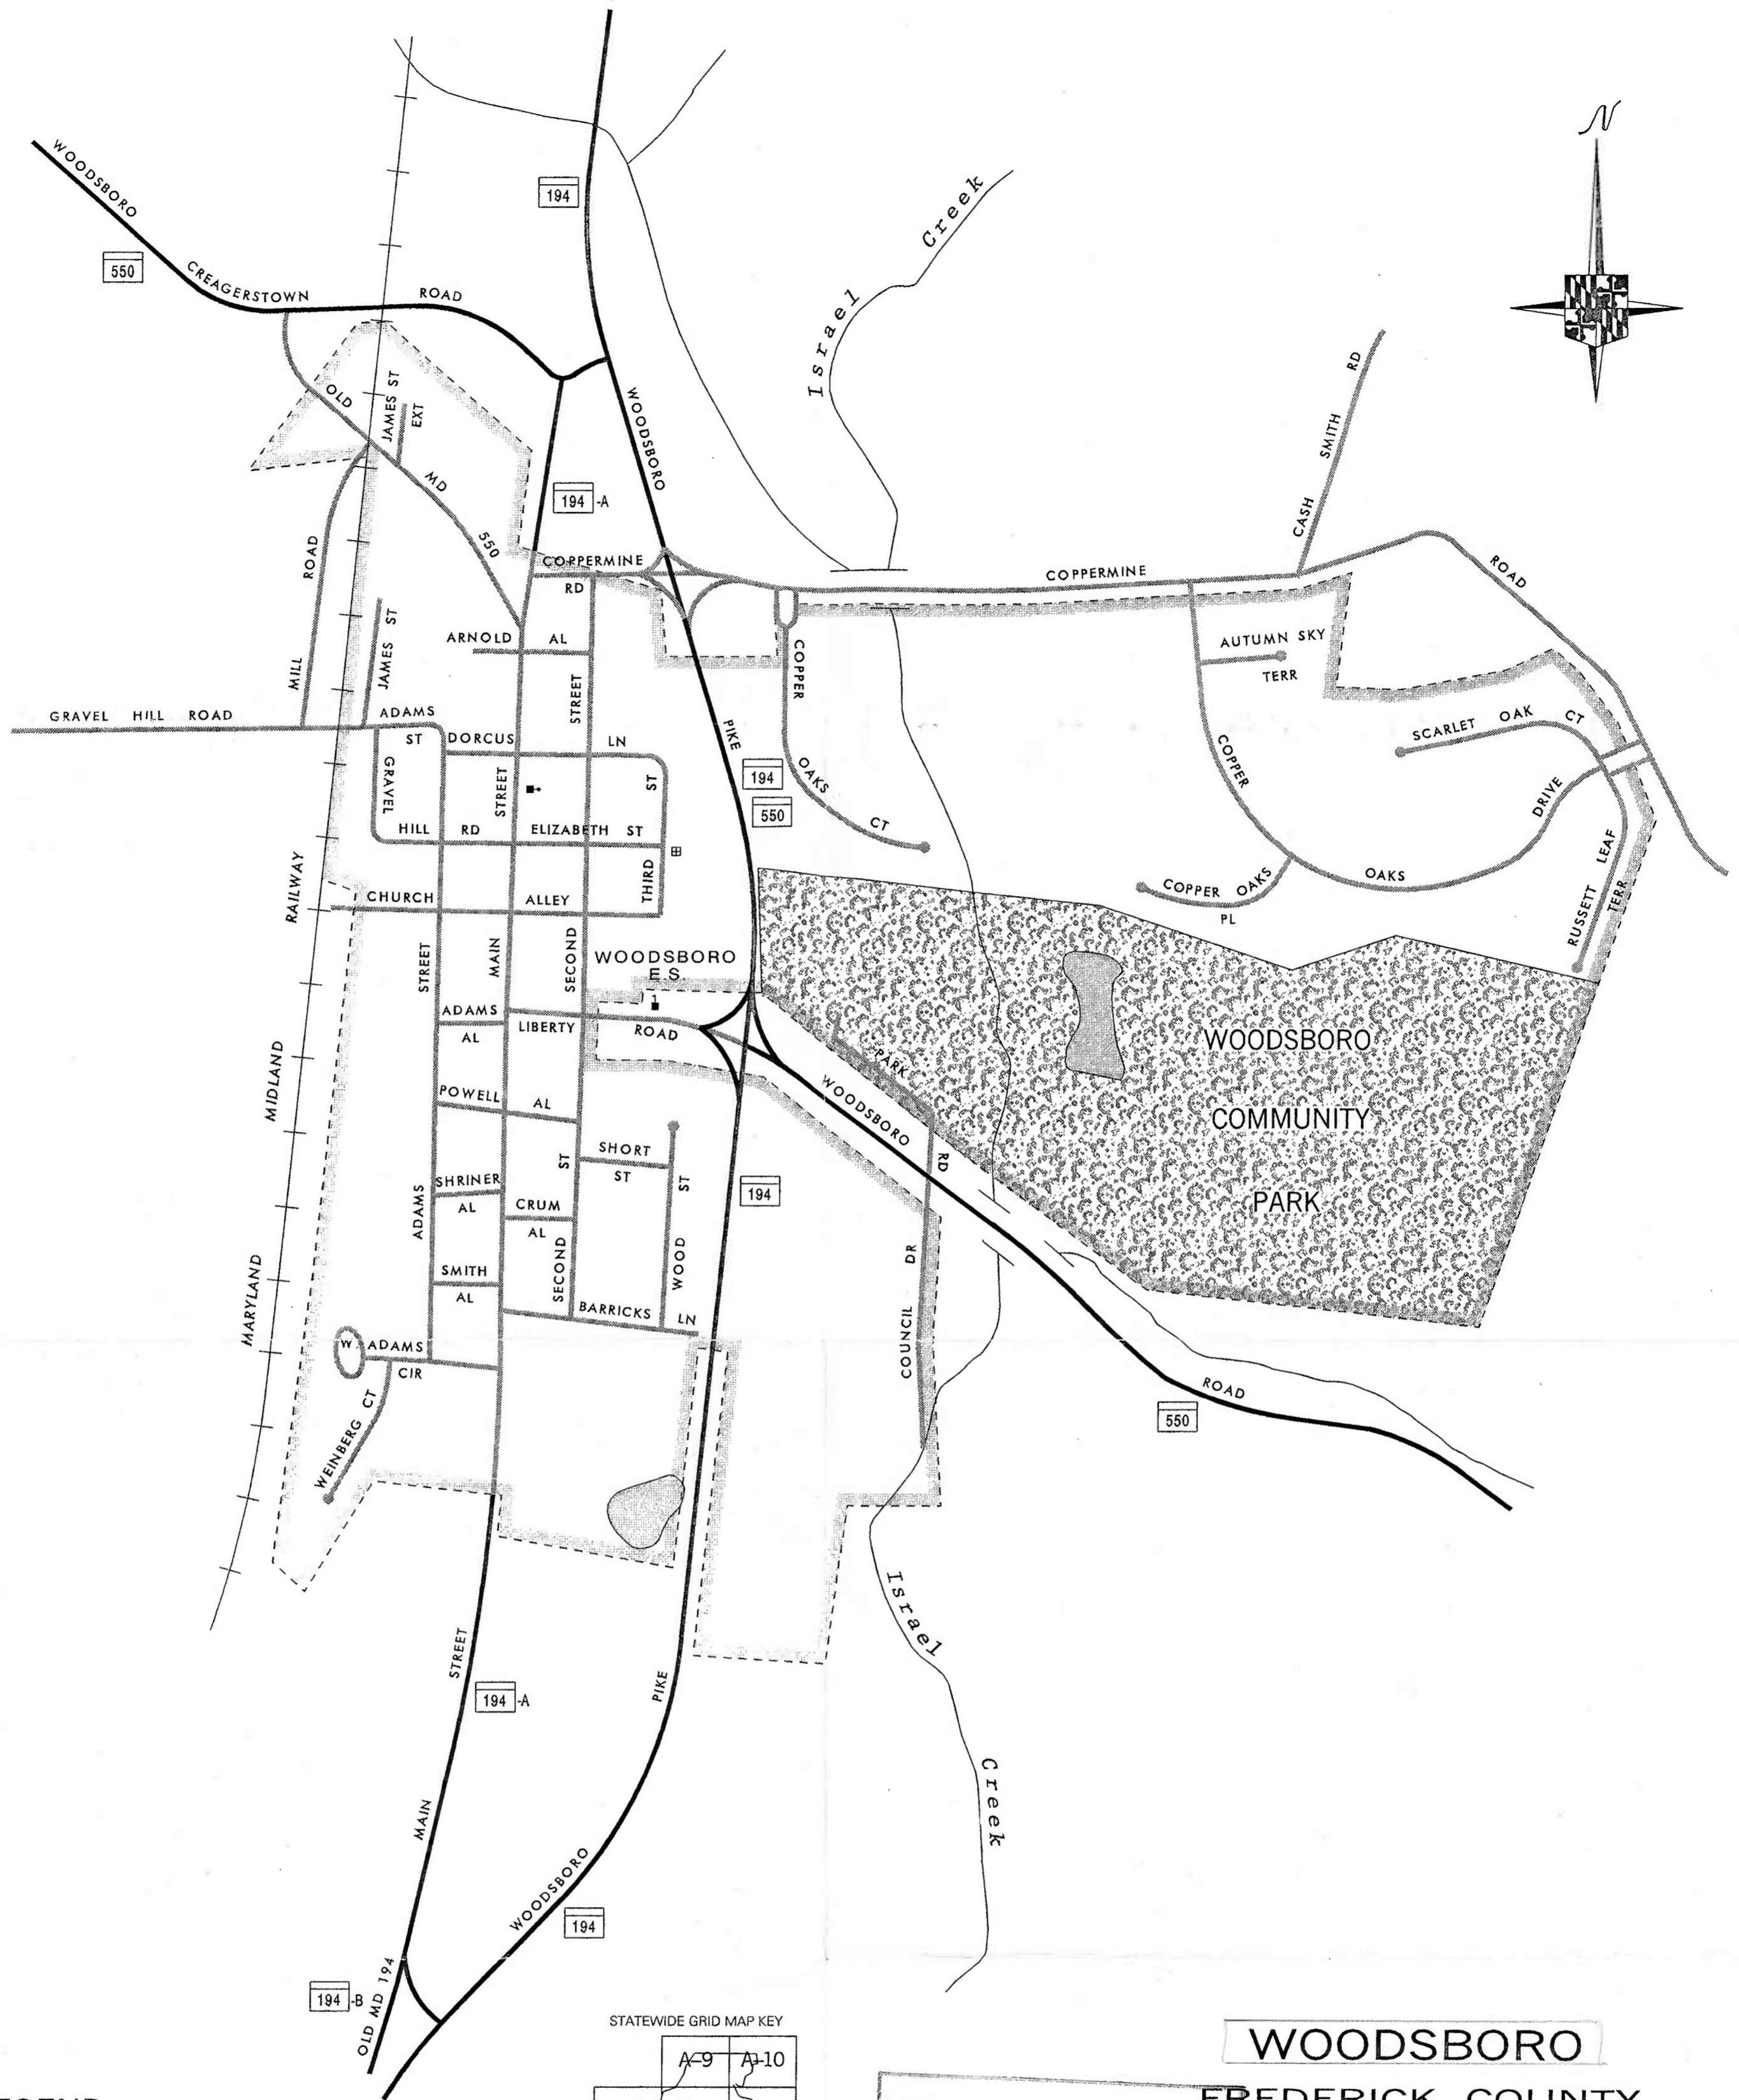 N
WOODSBORO
194
Creek
550
CREAGERSTOWN
ROAD
Israel
OLD
JAMES ST
EXT
WOODSBORO
SMITH
RD
CASH
MD
550
194 -A
COPPERMINE
RD
COPPERMINE
ROAD
ROAD
MILL
JAMES ST
ARNOLD AL
STREET
COPPER
OAKS
CT
AUTUMN SKY
TERR
GRAVEL HILL ROAD
ADAMS
ST
DORCUS
LN
PIKE
SCARLET OAK CT
GRAVEL
HILL RD
STREET
ST
194
550
COPPER
OAKS
DRIVE
ELIZABETH ST
THIRD
RAILWAY
CHURCH
ALLEY
COPPER OAKS
PL
RUSSETT LEAF
TERR
STREET
MAIN
SECOND
WOODSBORO
E.S.
1
ADAMS
AL
LIBERTY
ROAD
PARK
RD
WOODSBORO
COMMUNITY
PARK
MIDLAND
POWELL AL
WOODSBORO
SHORT
ST
ST
ST
194
SHRINER
AL
ADAMS
CRUM
AL
SECOND
WOOD
COUNCIL DR
SMITH
AL
BARRICKS
LN
MARYLAND
W ADAMS
CIR
WEINBERG CT
ROAD
550
Israel
STREET
194 -A
PIKE
Creek
MAIN
WOODSBORO
194
194 -B
OLD MD 194
STATEWIDE GRID MAP KEY
A-9
A-10
WOODSBORO
FREDERICK COUNTY